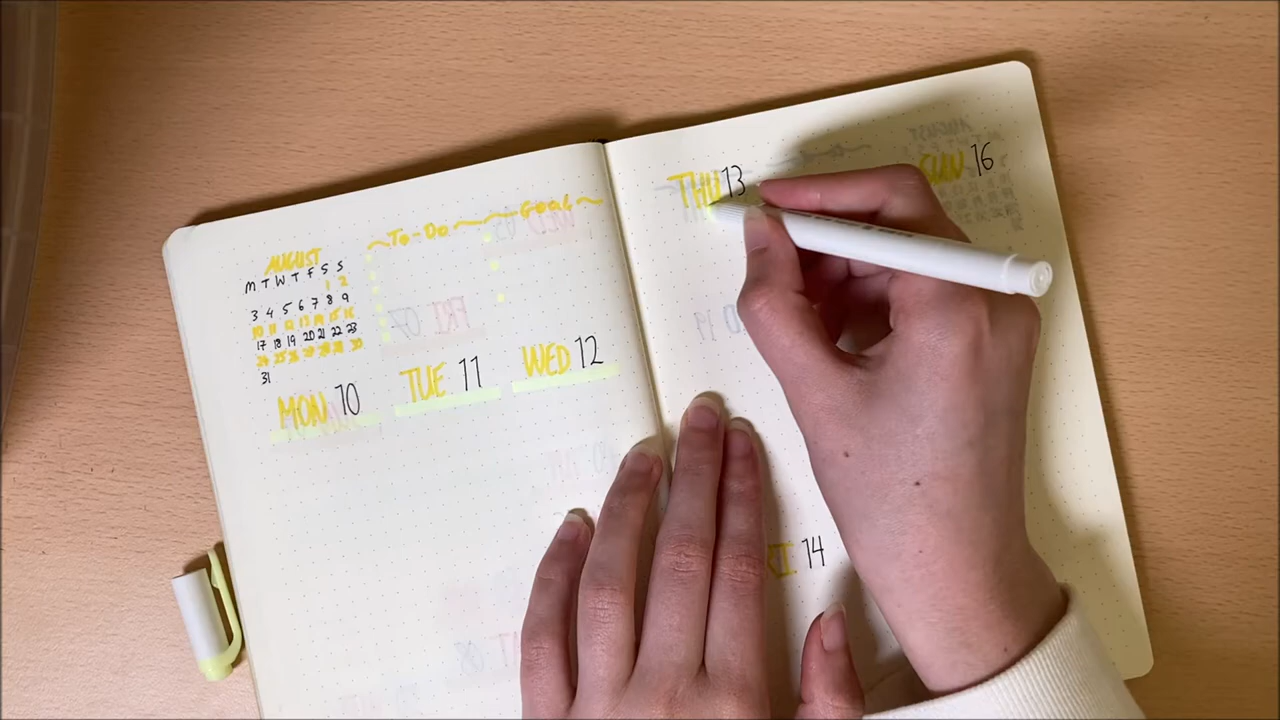 AUGUST
M T W T F S S
1 2
3 4 5 6 7 8 9
10 11 12 13 14 15 16
17 18 19 20 21 22 23
24 25 26 27 28 29 30
31
To-Do
Goal
MON 10
TUE 11
WED 12
THU 13
RI 14
SUN 16